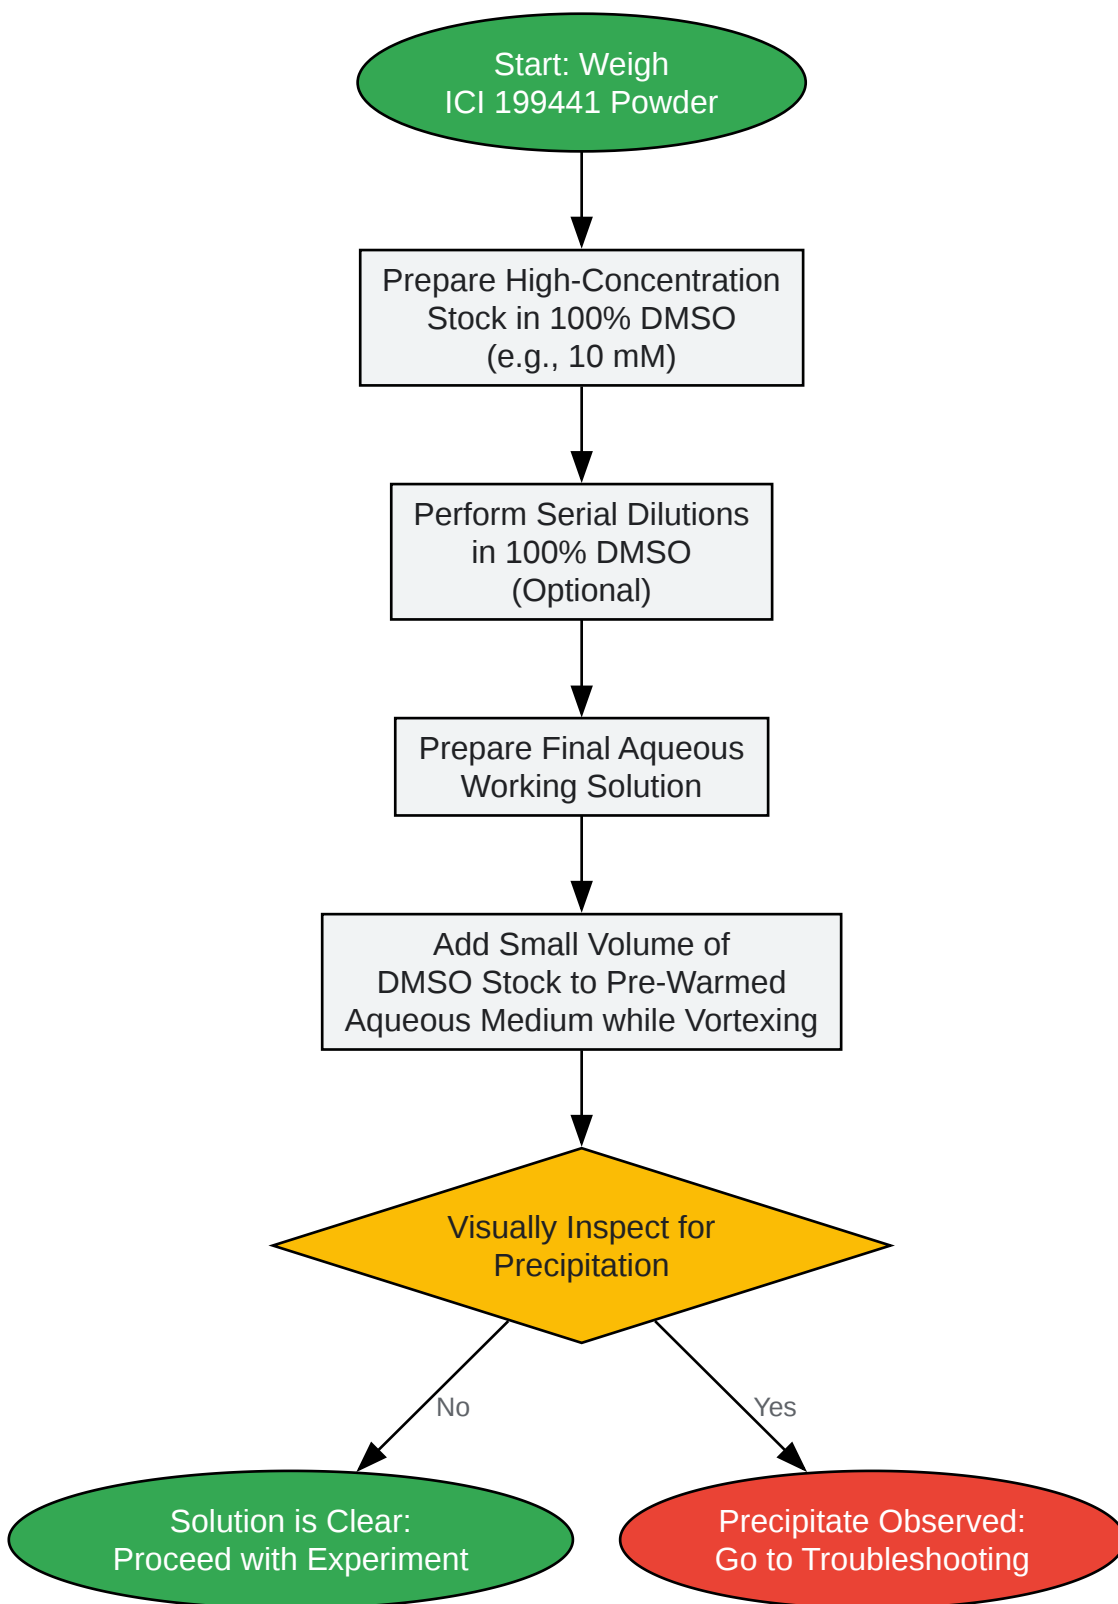 Start: Weigh
ICI 199441 Powder
Prepare High-Concentration
Stock in 100% DMSO
(e.g., 10 mM)
Perform Serial Dilutions
in 100% DMSO
(Optional)
Prepare Final Aqueous
Working Solution
Add Small Volume of
DMSO Stock to Pre-Warmed
Aqueous Medium while Vortexing
Visually Inspect for
Precipitation
No
Yes
Solution is Clear:
Proceed with Experiment
Precipitate Observed:
Go to Troubleshooting